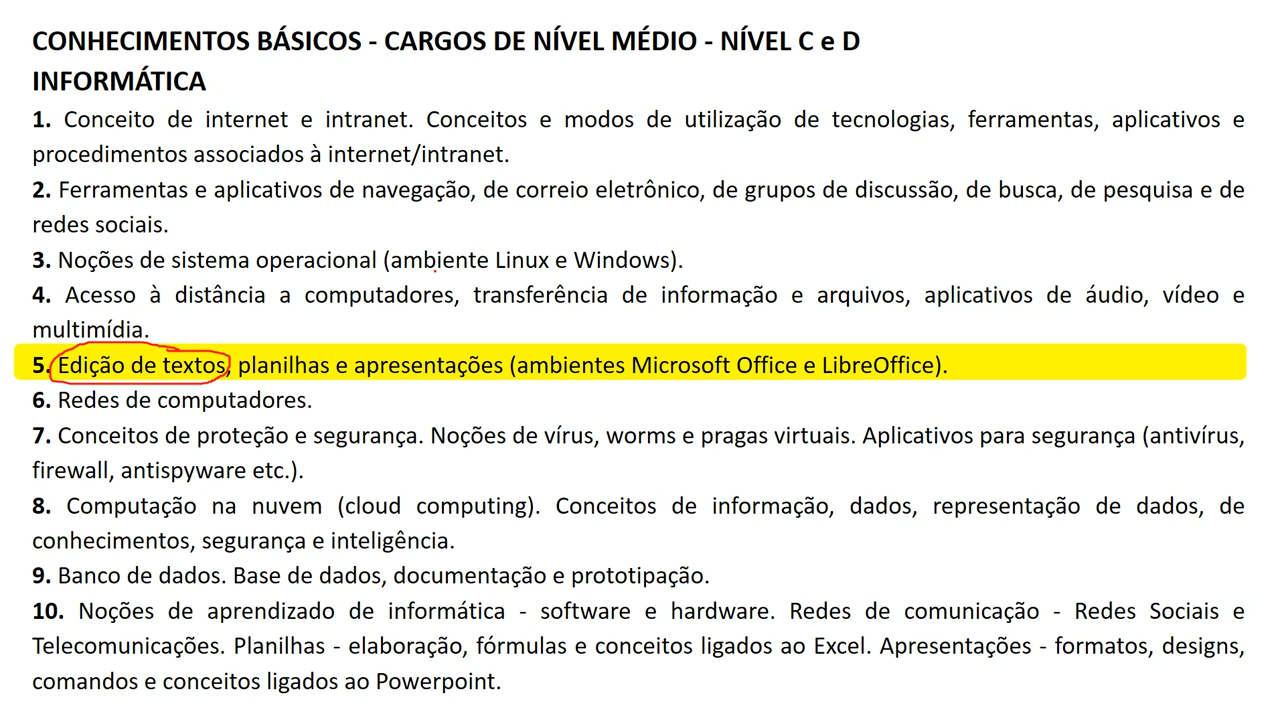 CONHECIMENTOS BÁSICOS - CARGOS DE NÍVEL MÉDIO - NÍVEL C e D
INFORMÁTICA
1. Conceito de internet e intranet. Conceitos e modos de utilização de tecnologias, ferramentas, aplicativos e
procedimentos associados à internet/intranet.
2. Ferramentas e aplicativos de navegação, de correio eletrônico, de grupos de discussão, de busca, de pesquisa e de
redes sociais.
3. Noções de sistema operacional (ambiente Linux e Windows).
4. Acesso à distância a computadores, transferência de informação e arquivos, aplicativos de áudio, vídeo e
multimídia.
5. Edição de textos, planilhas e apresentações (ambientes Microsoft Office e LibreOffice).
6. Redes de computadores.
7. Conceitos de proteção e segurança. Noções de vírus, worms e pragas virtuais. Aplicativos para segurança (antivírus,
firewall, antispyware etc.).
8. Computação na nuvem (cloud computing). Conceitos de informação, dados, representação de dados, de
conhecimentos, segurança e inteligência.
9. Banco de dados. Base de dados, documentação e prototipação.
10. Noções de aprendizado de informática - software e hardware. Redes de comunicação - Redes Sociais e
Telecomunicações. Planilhas - elaboração, fórmulas e conceitos ligados ao Excel. Apresentações - formatos, designs,
comandos e conceitos ligados ao Powerpoint.